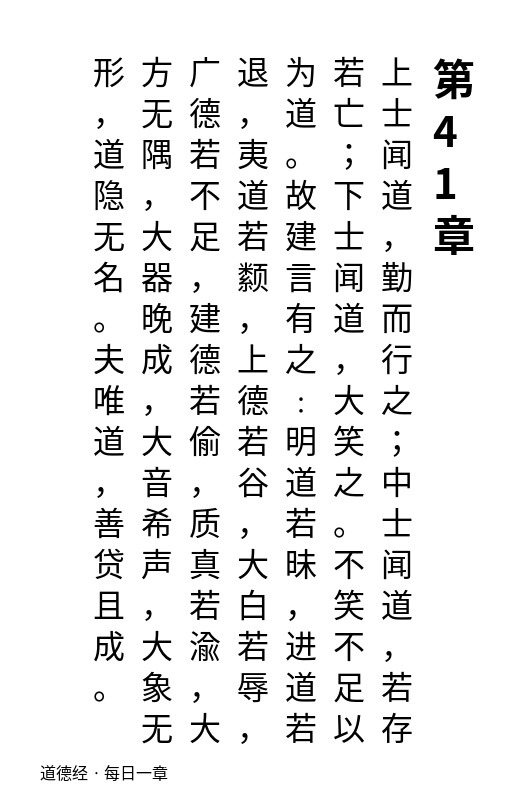 第41章
上士闻道，勤而行之；中士闻道，若存
若亡；下士闻道，大笑之。不笑不足以
为道。故建言有之：明道若昧，进道若
退，夷道若颣，上德若谷，大白若辱，
广德若不足，建德若偷，质真若渝，大
方无隅，大器晚成，大音希声，大象无
形，道隐无名。夫唯道，善贷且成。
道德经 · 每日一章